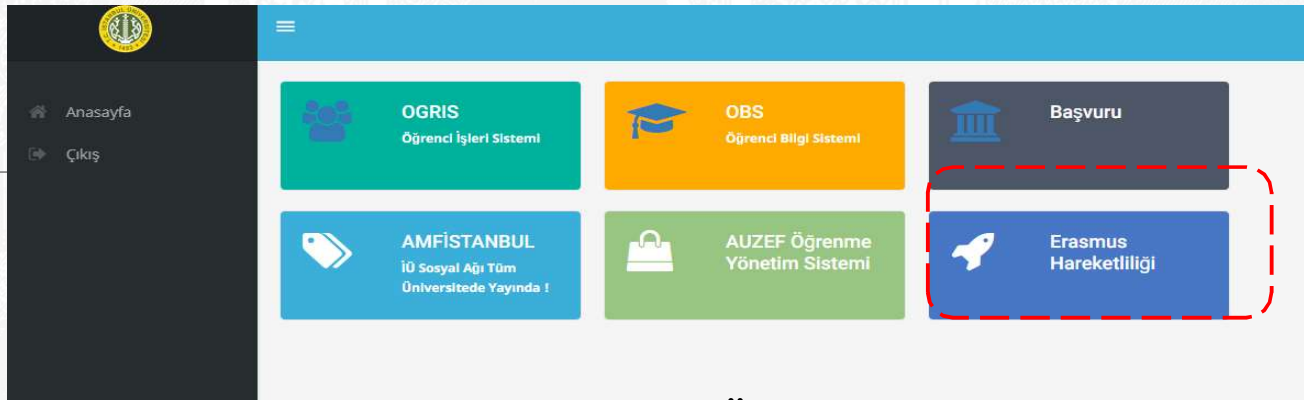 Anasayfa
Çıkış
OGRIS
Öğrenci İşleri Sistemi
OBS
Öğrenci Bilgi Sistemi
Başvuru
AMFİSTANBUL
İÜ Sosyal Ağı Tüm
Üniversitede Yayında !
AUZEF Öğrenme
Yönetim Sistemi
Erasmus
Hareketliliği